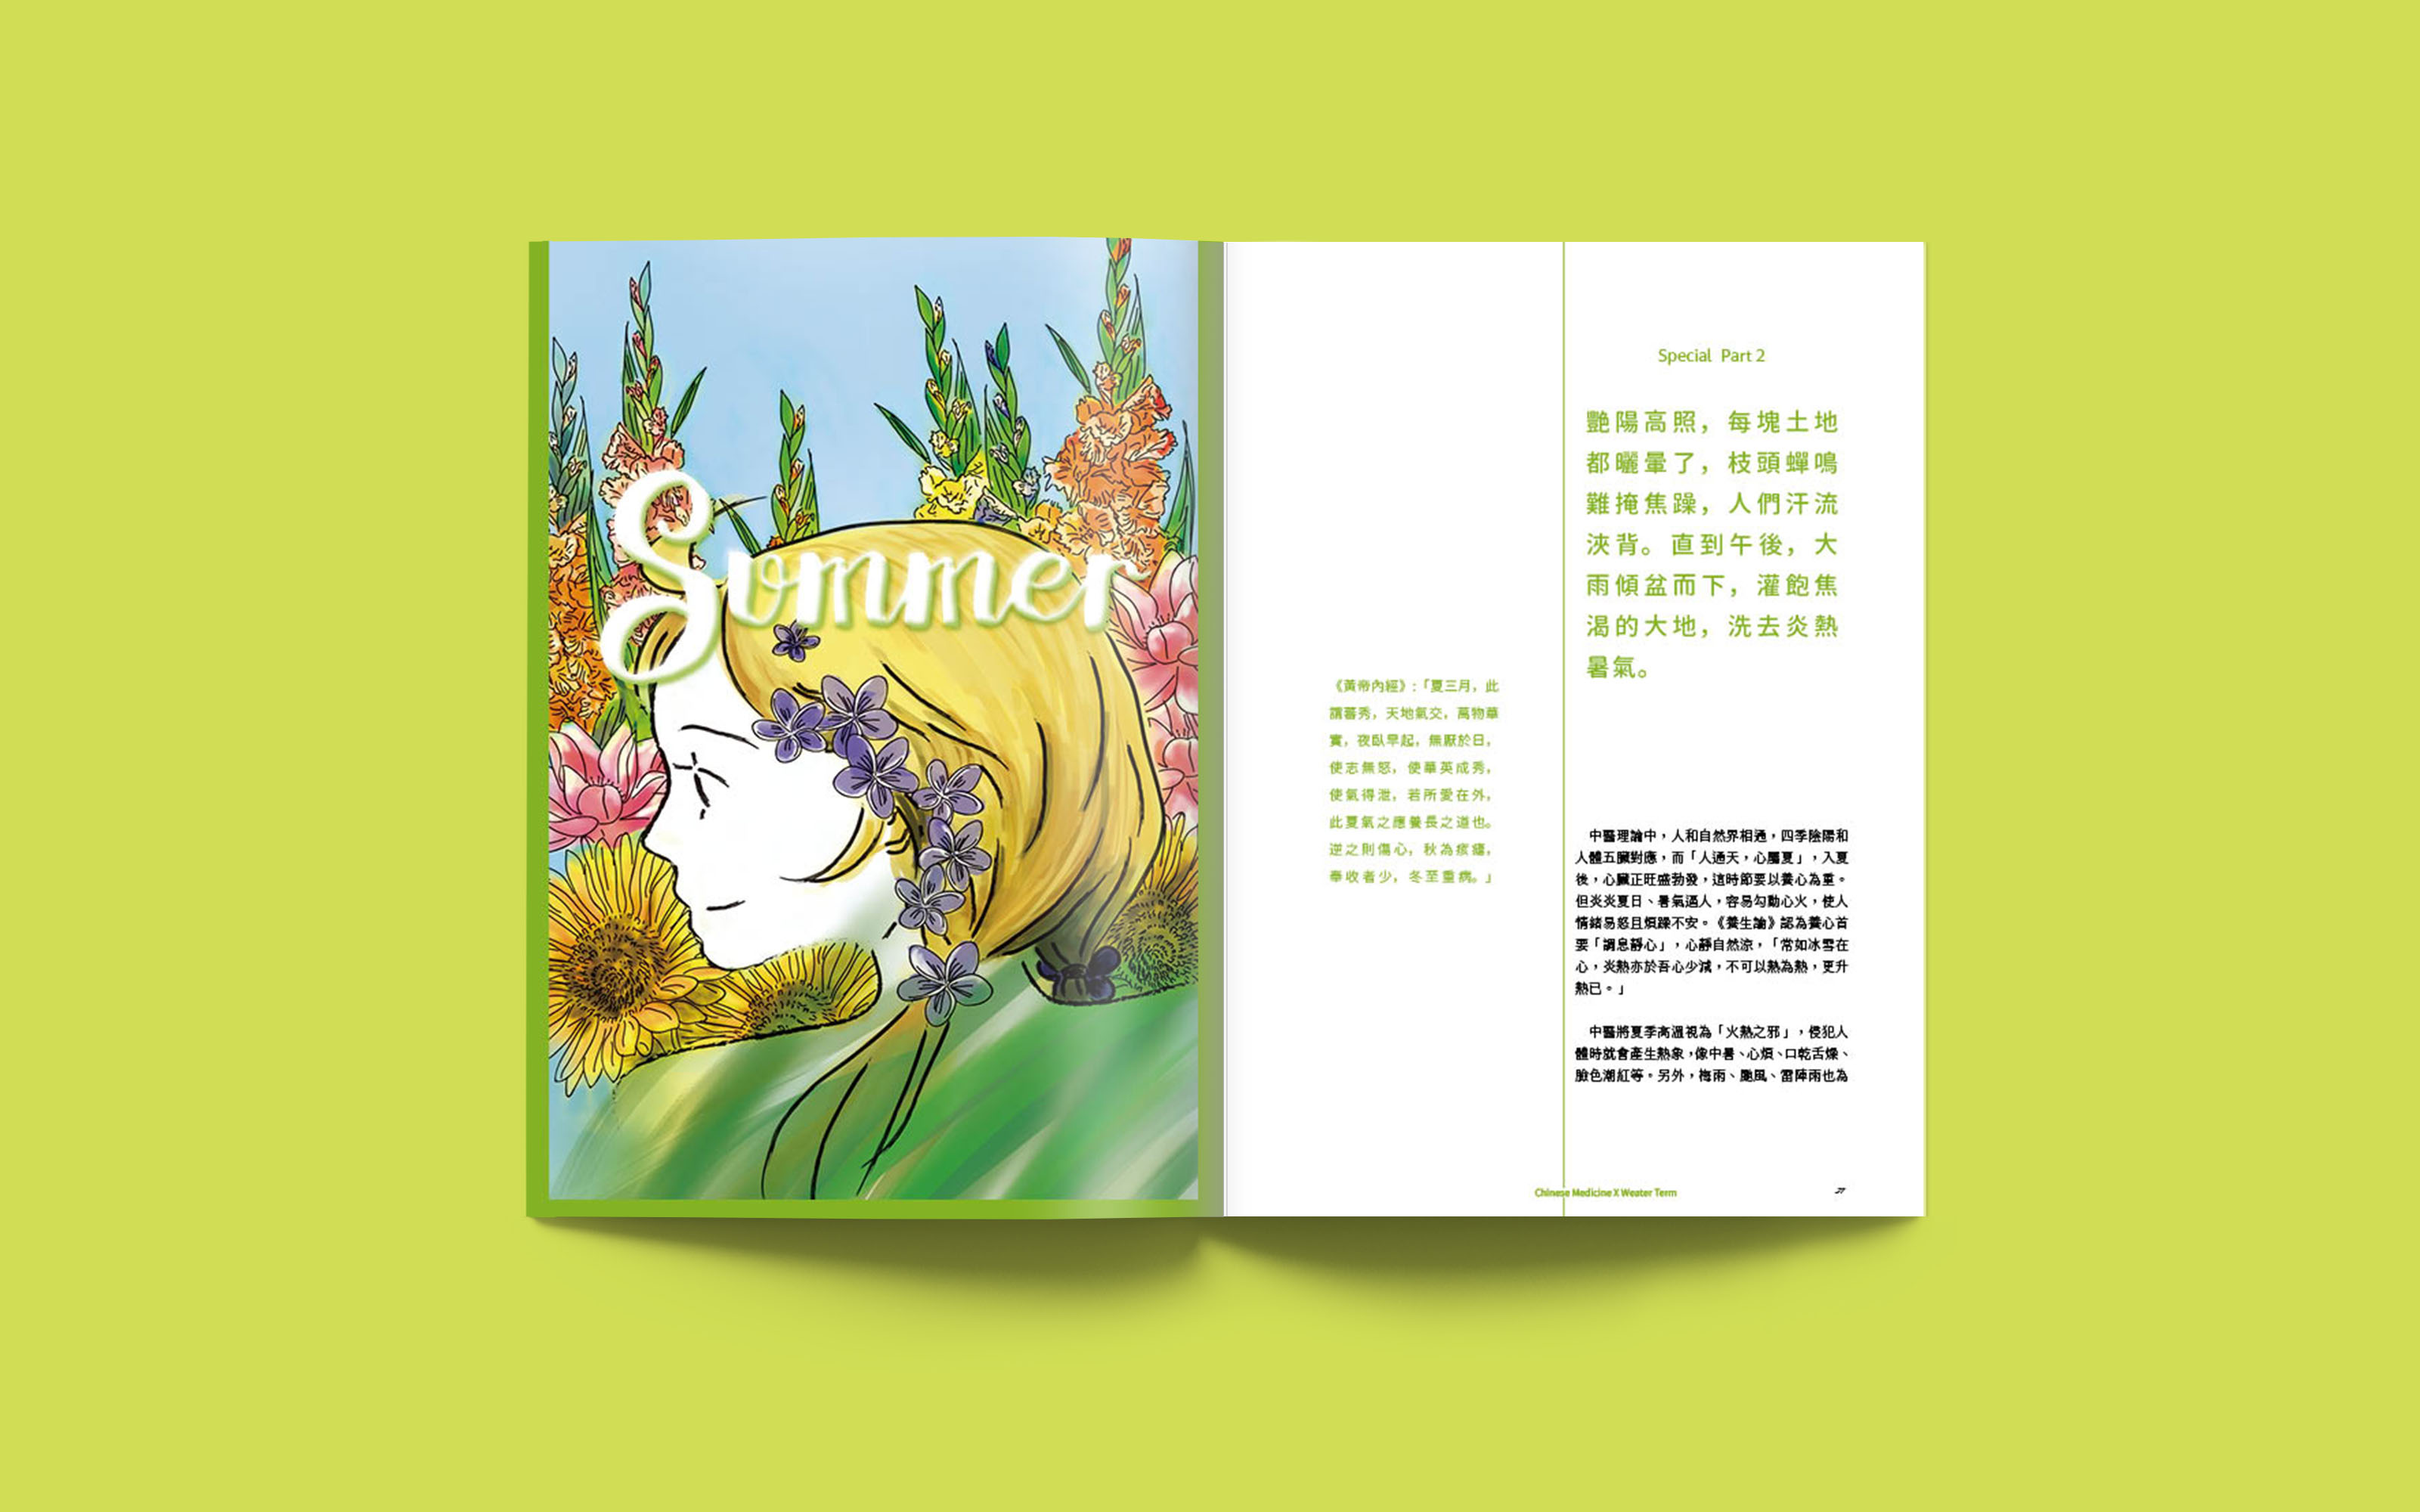 Summer
Special Part 2
艷陽高照，每塊土地
都曬暈了，枝頭蟬鳴
難掩焦躁，人們汗流
浹背。直到午後，大
雨傾盆而下，灌飽焦
渴的大地，洗去炎熱
暑氣。
《黃帝內經》：「夏三月，此
謂蕃秀，天地氣交，萬物華
實，夜臥早起，無厭於日，
使志無怒，使華英成秀，
使氣得泄，若所愛在外，
此夏氣之應養長之道也。
逆之則傷心，秋為痎瘧，
奉收者少，冬至重病。」
中醫理論中，人和自然界相通，四季陰陽和
人體五臟對應，而「人通天，心屬夏」，入夏
後，心臟正旺盛勃發，這時節要以養心為重。
但炎炎夏日、暑氣逼人，容易勾動心火，使人
情緒易怒且煩躁不安。《養生論》認為養心首
要「調息靜心」，心靜自然涼，「常如冰雪在
心，炎熱亦於吾心少減，不可以熱為熱，更升
熱已。」
中醫將夏季高溫視為「火熱之邪」，侵犯人
體時就會產生熱象，像中暑、心煩、口乾舌燥、
臉色潮紅等。另外，梅雨、颱風、雷陣雨也為
Chinese Medicine X Weater Term